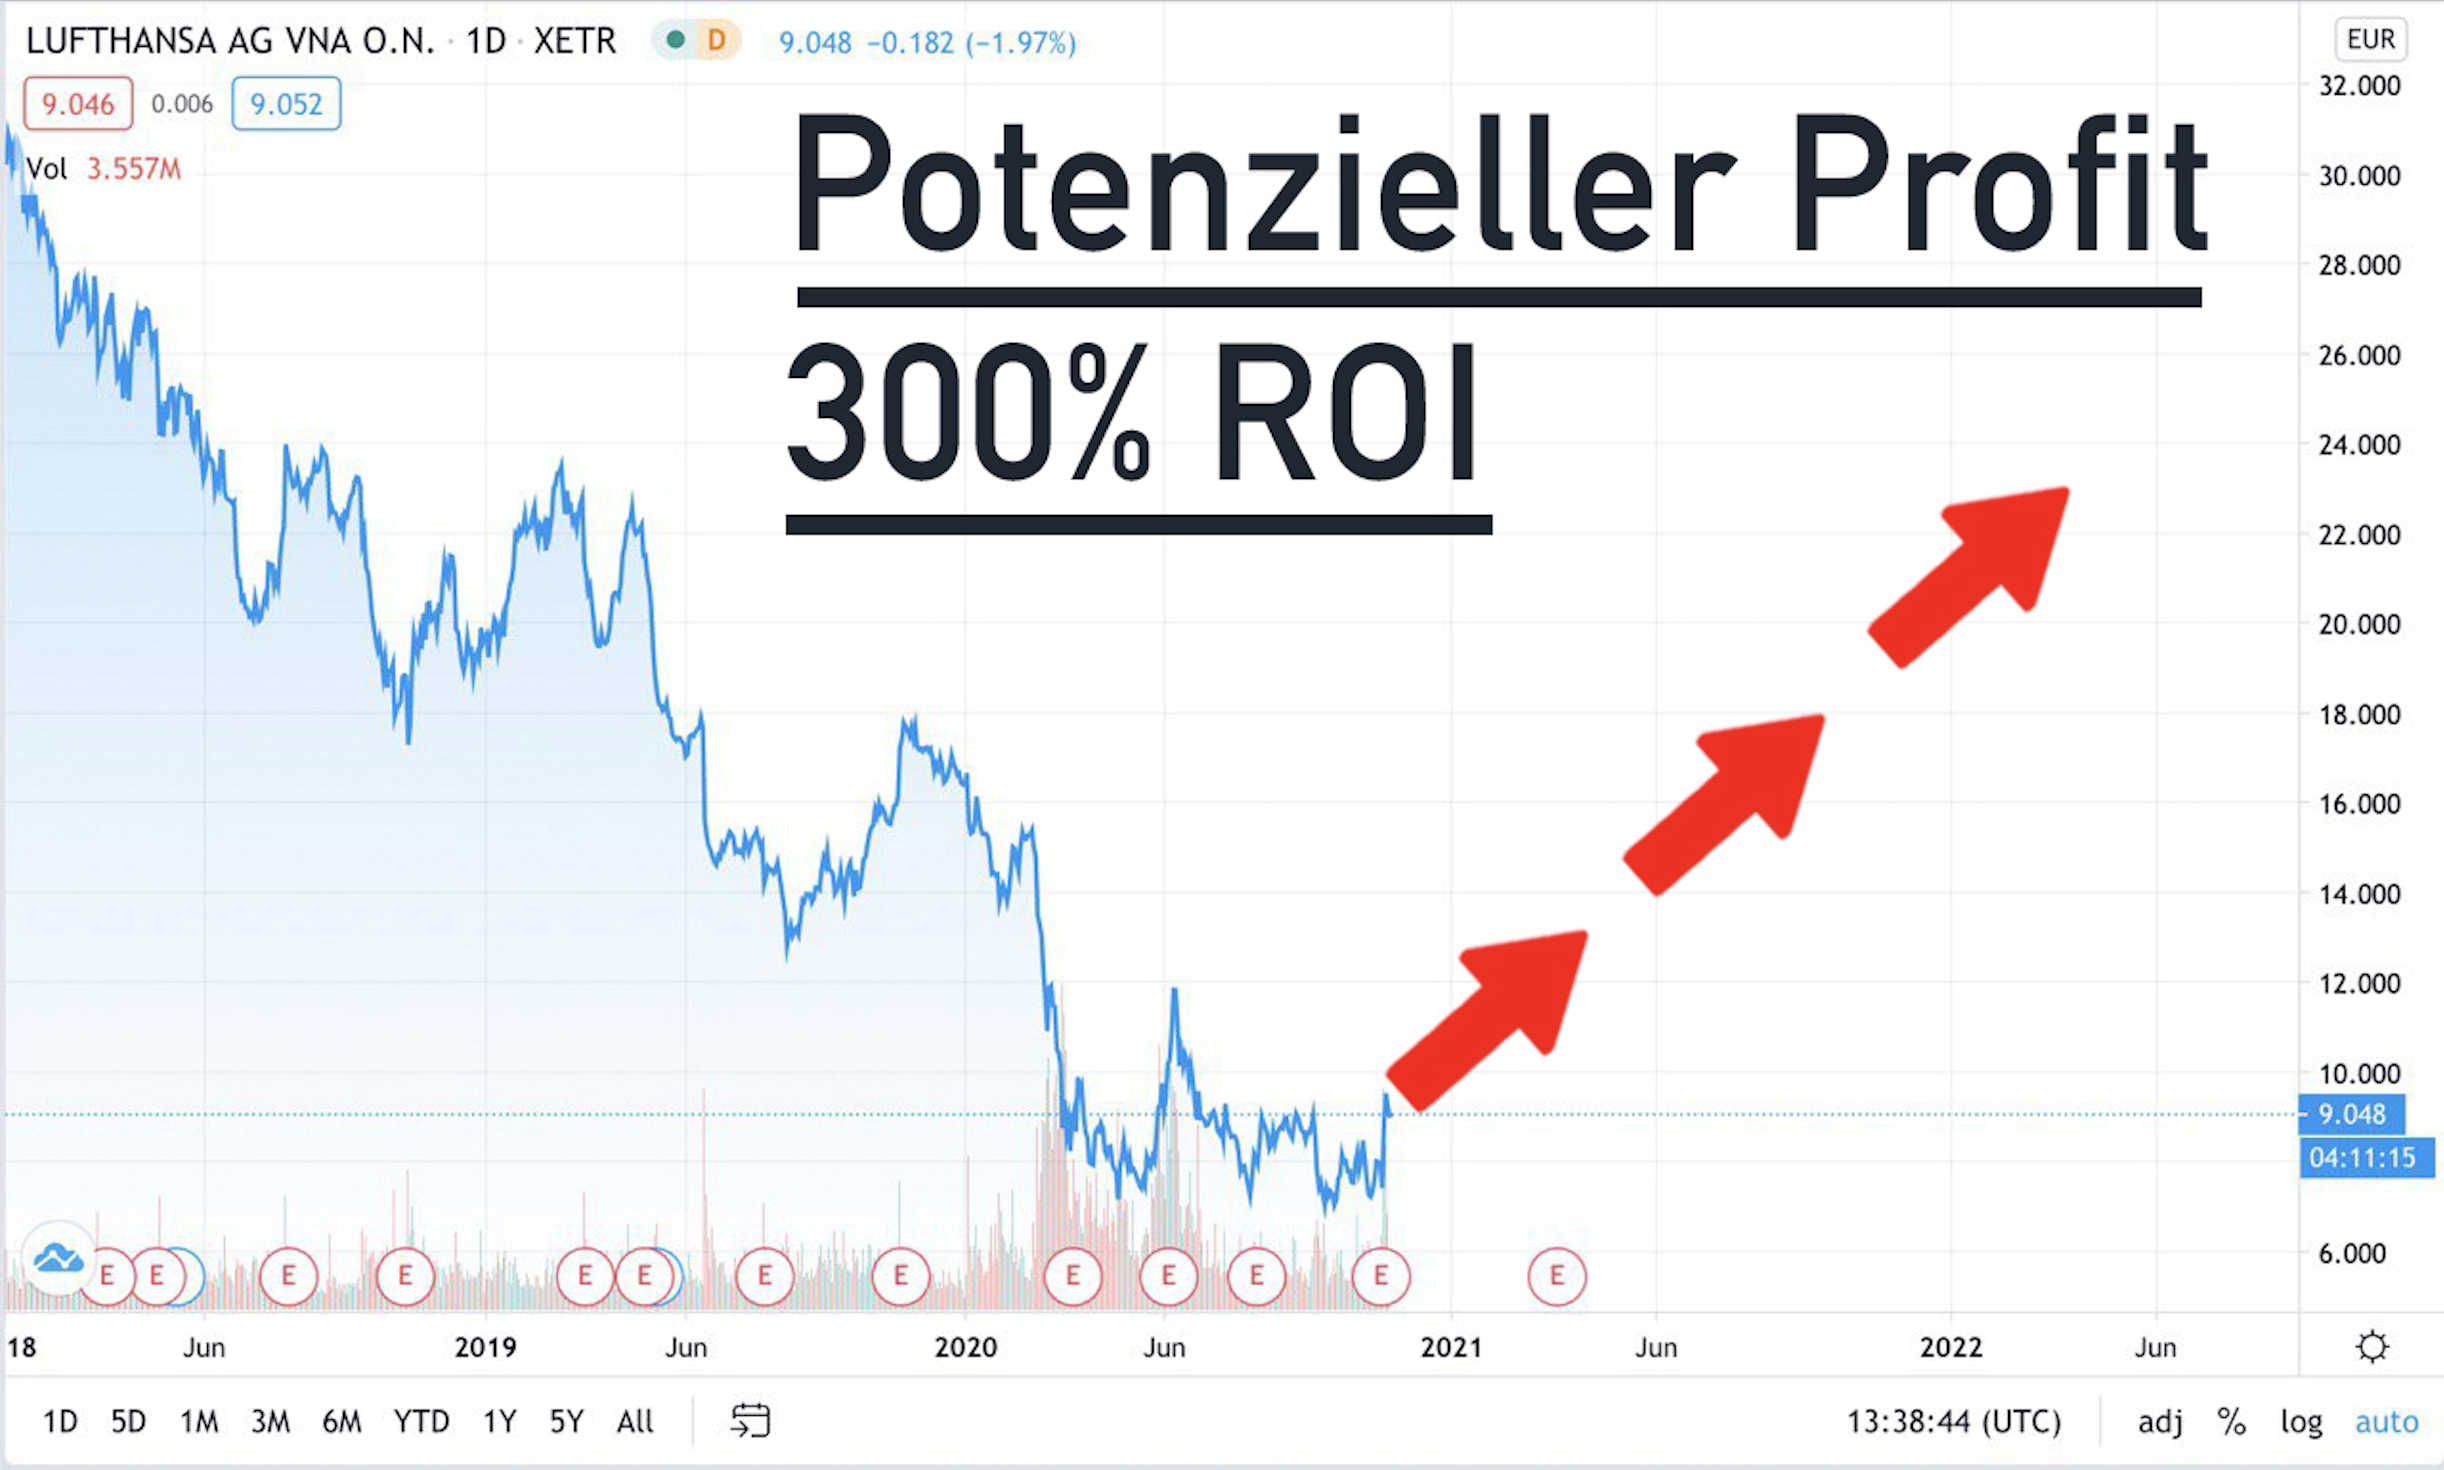 LUFTHANSA AG VNA O.N. · 1D · XETR D 9.048 −0.182 (−1.97%) EUR
9.046 0.006 9.052
Vol 3.557M
Potenzieller Profit
300% ROI
32.000
30.000
28.000
26.000
24.000
22.000
20.000
18.000
16.000
14.000
12.000
10.000
9.048
04:11:15
6.000
E E E E E E E E E E E E E
18 Jun 2019 Jun 2020 Jun 2021 Jun 2022 Jun
1D 5D 1M 3M 6M YTD 1Y 5Y All 13:38:44 (UTC) adj % log auto